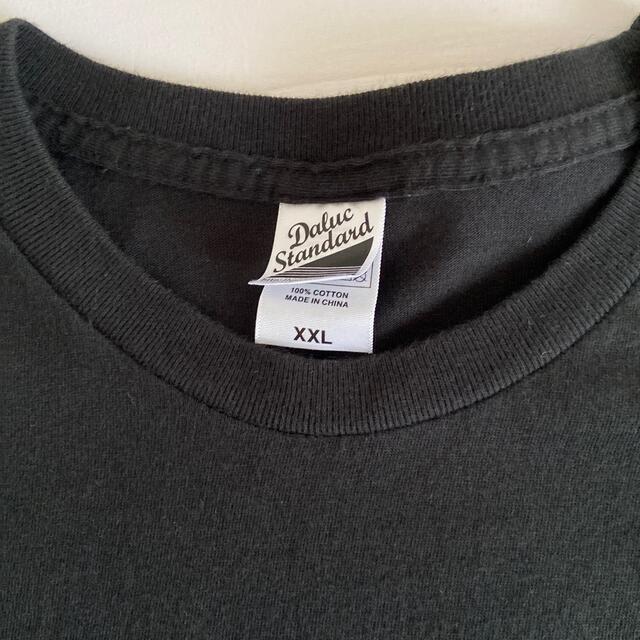 Daluc
Standard
100% COTTON
MADE IN CHINA
XXL